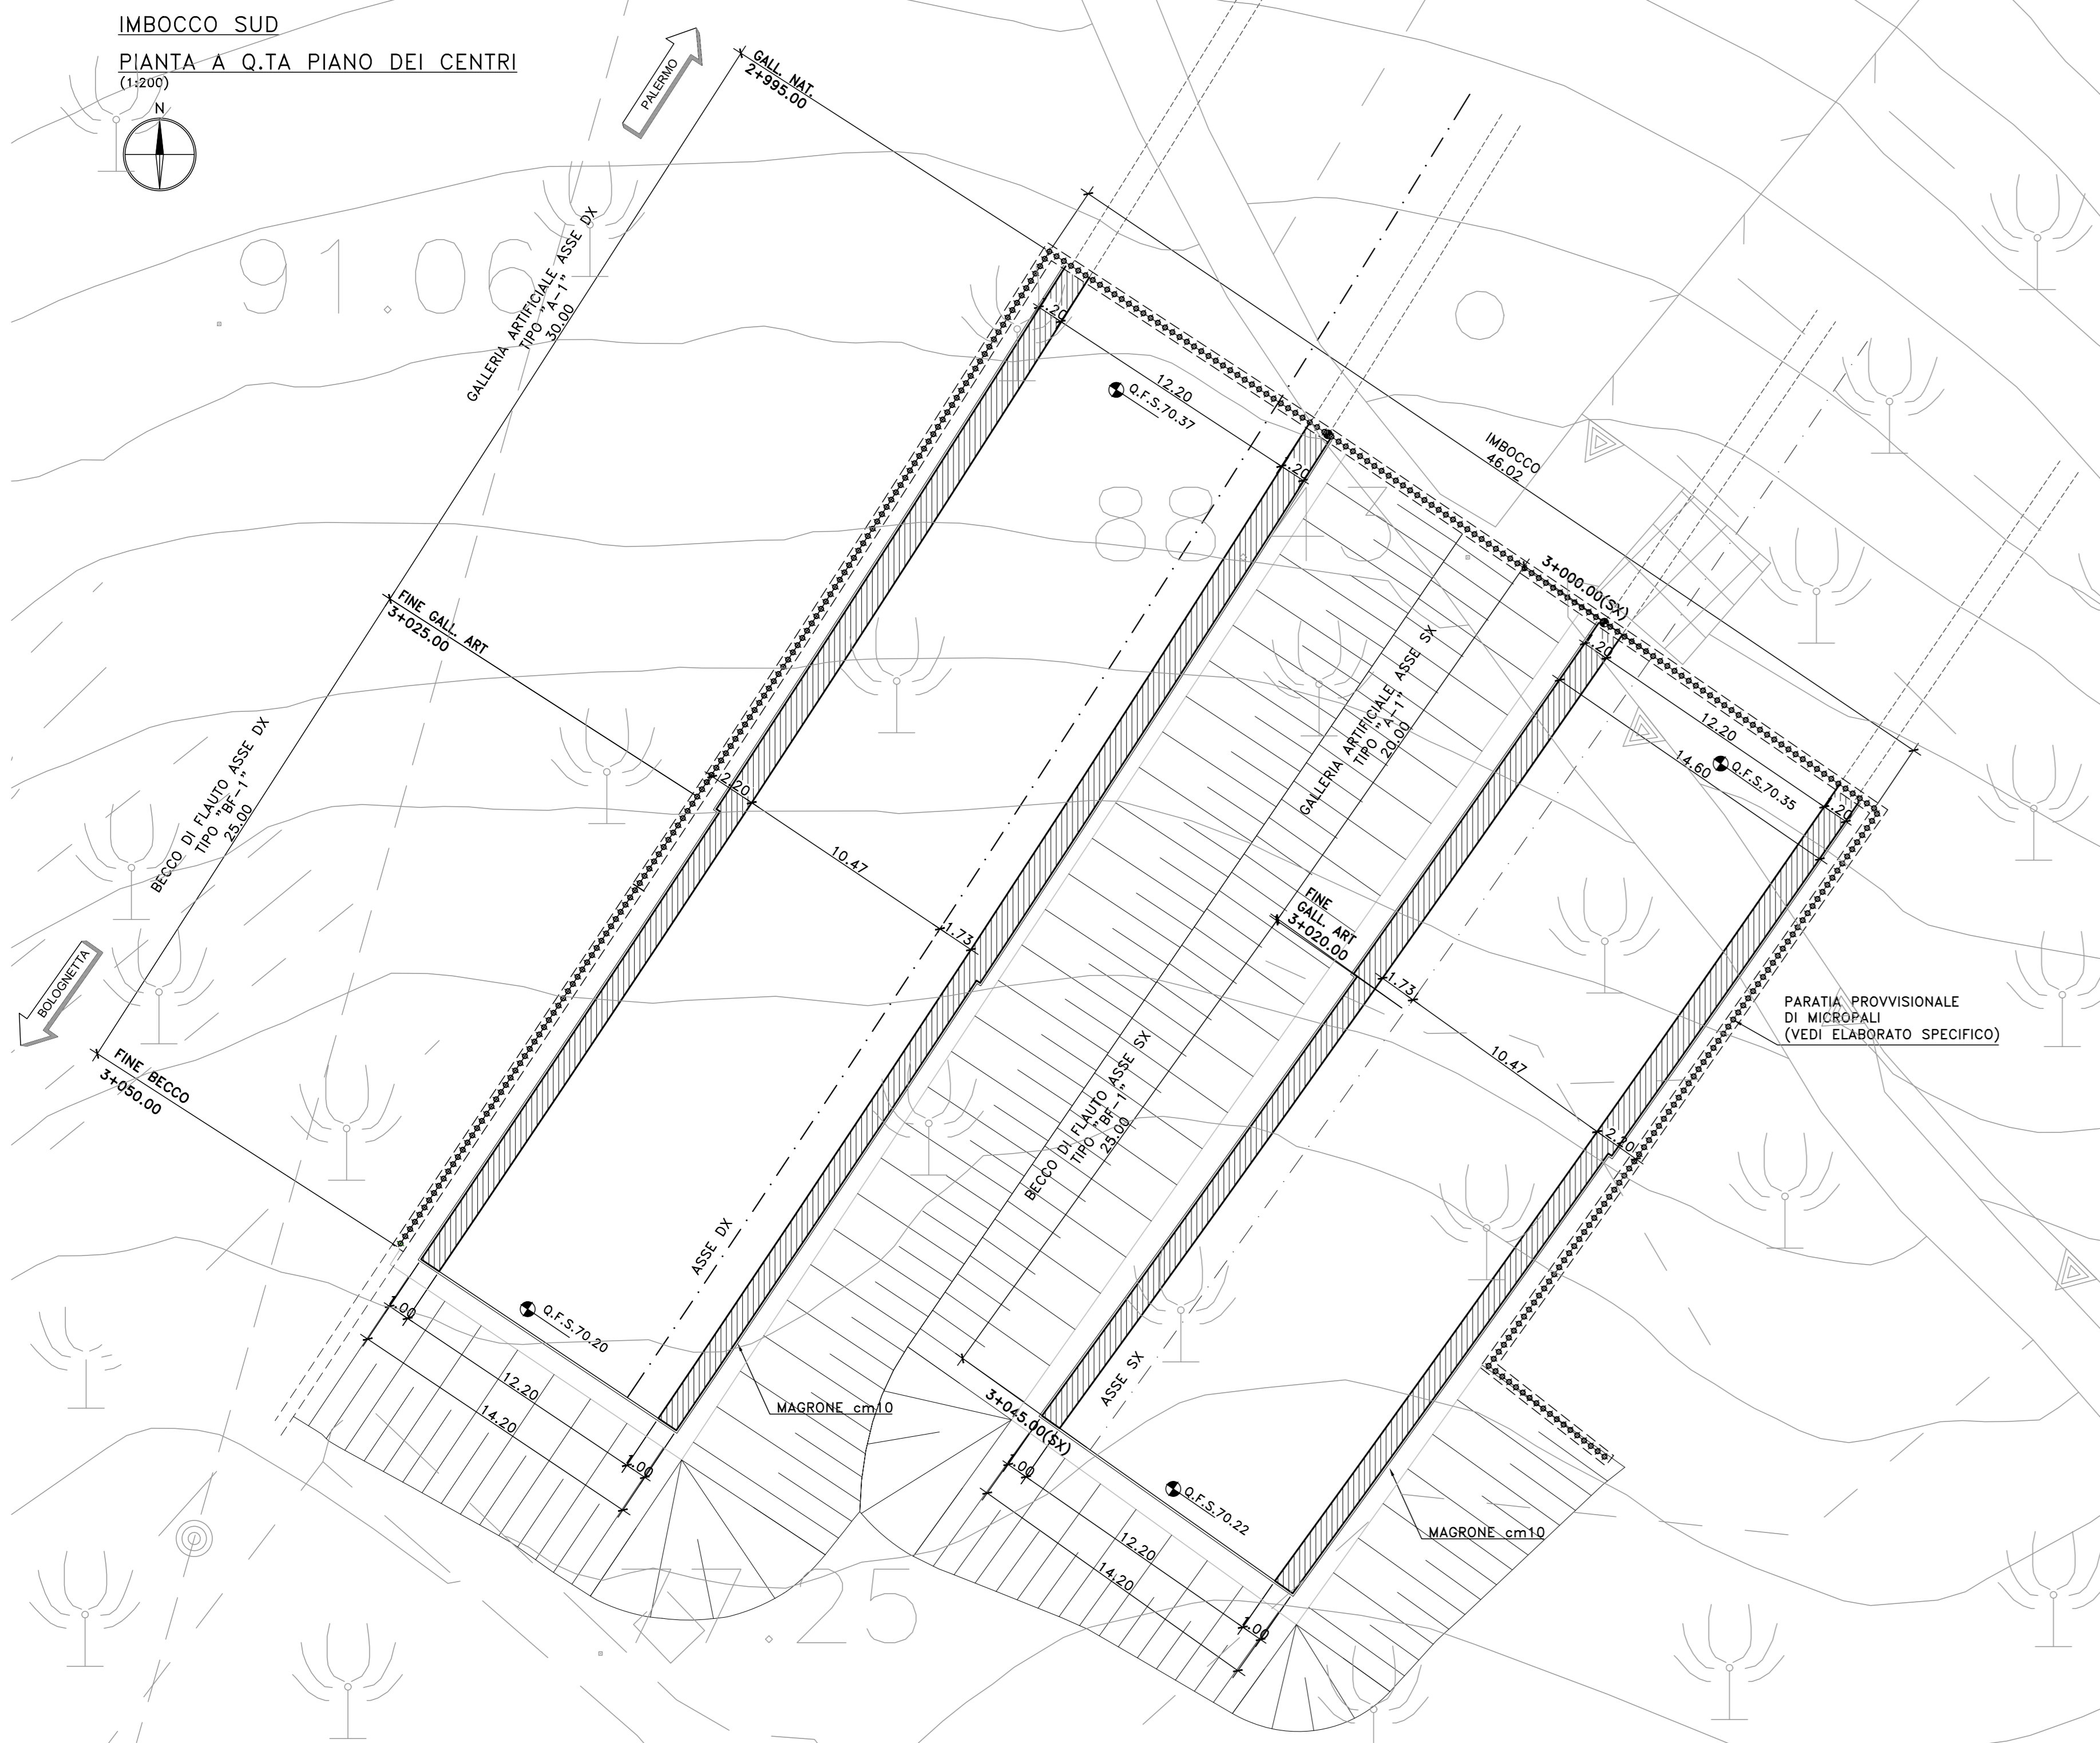 IMBOCCO SUD
PIANTA A Q.TA PIANO DEI CENTRI
(1:200)
N
PALERMO
GALL. NAT.
2+995.00
GALLERIA ARTIFICIALE ASSE DX
TIPO "A-1"
30.00
91.06
1.20
12.20
Q.F.S.70.37
1.20
IMBOCCO
46.02
88.13
3+000.00(SX)
1.20
12.20
14.60
Q.F.S.70.35
1.20
FINE GALL. ART
3+025.00
GALLERIA ARTIFICIALE ASSE SX
TIPO "A-1"
20.00
BECCO DI FLAUTO ASSE DX
TIPO "BF-1"
25.00
2.20
10.47
1.73
FINE
GALL. ART
3+020.00
1.73
10.47
2.20
BOLOGNETTA
PARATIA PROVVISIONALE
DI MICROPALI
(VEDI ELABORATO SPECIFICO)
FINE BECCO
3+050.00
BECCO DI FLAUTO ASSE SX
TIPO "BF-1"
25.00
ASSE DX
1.00
Q.F.S.70.20
12.20
14.20
1.00
MAGRONE cm10
ASSE SX
3+045.00(SX)
1.00
Q.F.S.70.22
12.20
14.20
1.00
MAGRONE cm10
77.25